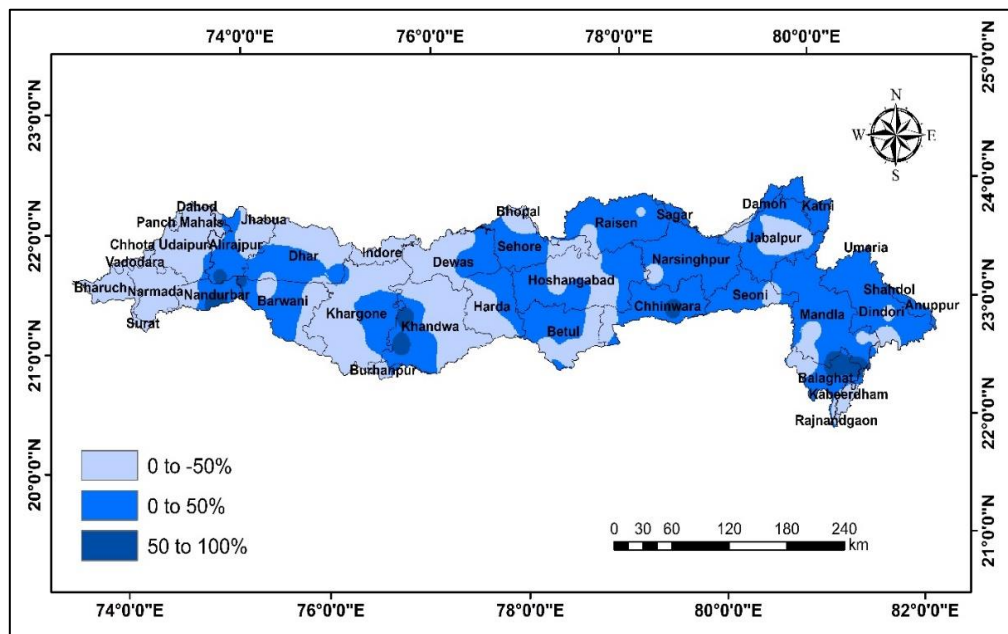 74°0'0"E 76°0'0"E 78°0'0"E 80°0'0"E
25°0'0"N
23°0'0"N
N
W E
S
24°0'0"N
Dahod
Panch Mahals
Jhabua
Bhopal
Raisen
Sagar
Damoh
Katni
22°0'0"N
Chhota Udaipur
Alirajpur
Dhar
Indore
Dewas
Sehore
Jabalpur
Umaria
Vadodara
Hoshangabad
Narsinghpur
Bharuch
Narmada
Nandurbar
Barwani
Shahdol
23°0'0"N
Surat
Khargone
Khandwa
Harda
Betul
Chhinwara
Seoni
Mandla
Dindori
Anuppur
21°0'0"N
Burhanpur
Balaghat
Kabeerdham
Rajnandgaon
22°0'0"N
0 to -50%
0 to 50%
50 to 100%
20°0'0"N
0 30 60 120 180 240
km
21°0'0"N
74°0'0"E 76°0'0"E 78°0'0"E 80°0'0"E 82°0'0"E